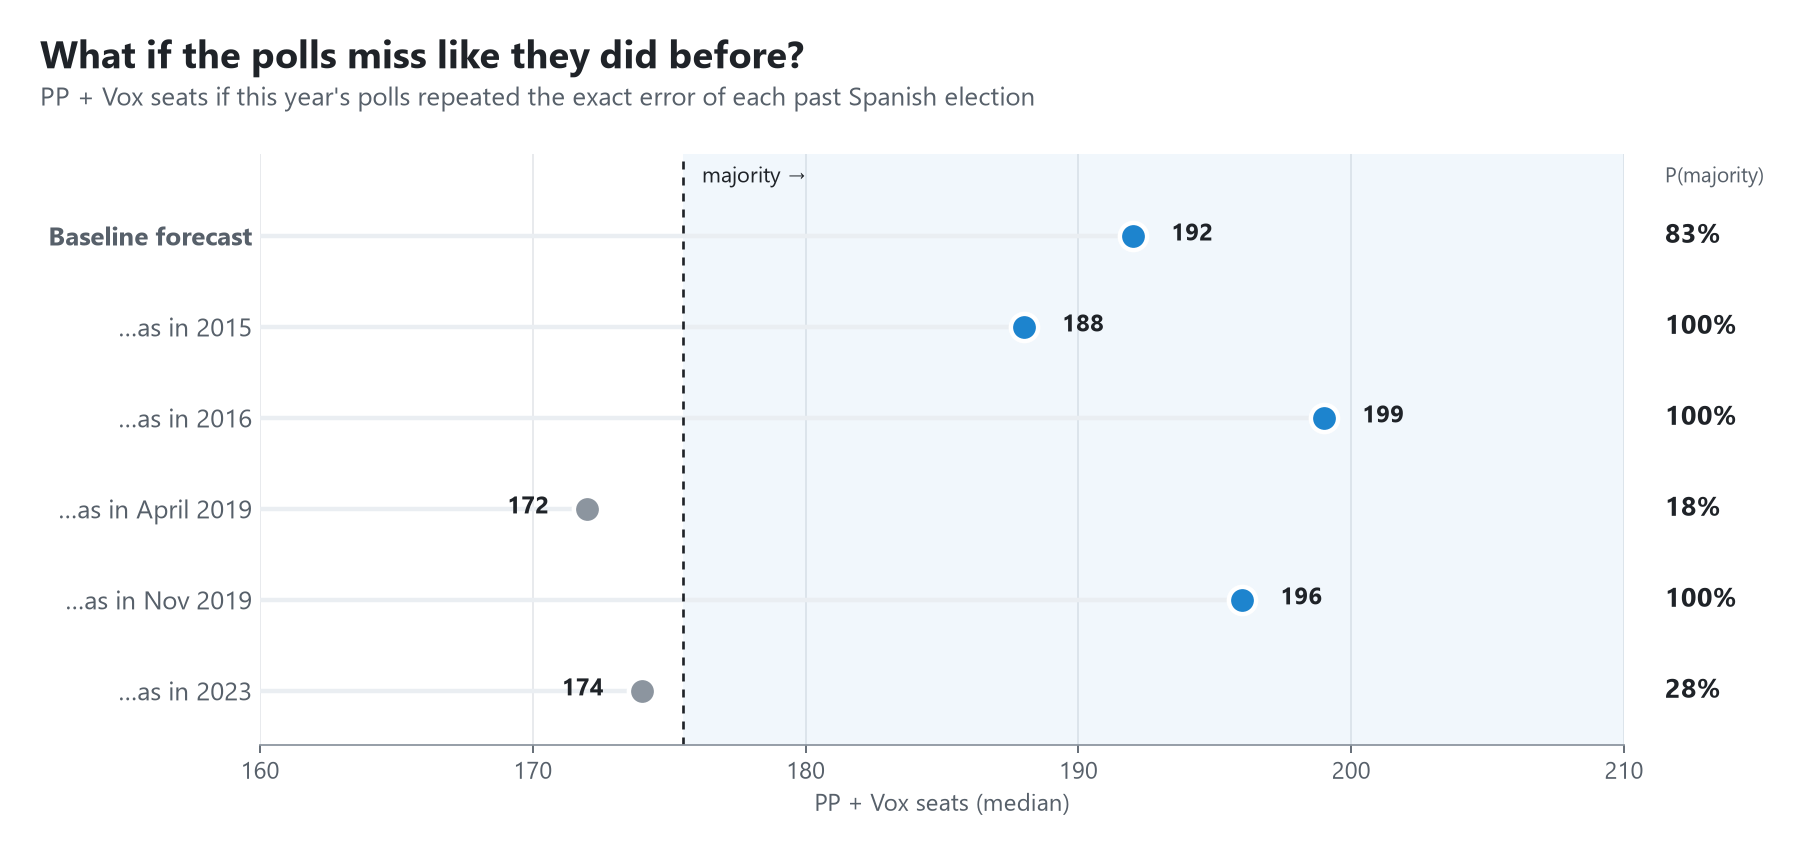 What if the polls miss like they did before?
PP + Vox seats if this year's polls repeated the exact error of each past Spanish election
majority →
P(majority)
Baseline forecast
192
83%
...as in 2015
188
100%
...as in 2016
199
100%
...as in April 2019
172
18%
...as in Nov 2019
196
100%
...as in 2023
174
28%
160
170
180
190
200
210
PP + Vox seats (median)